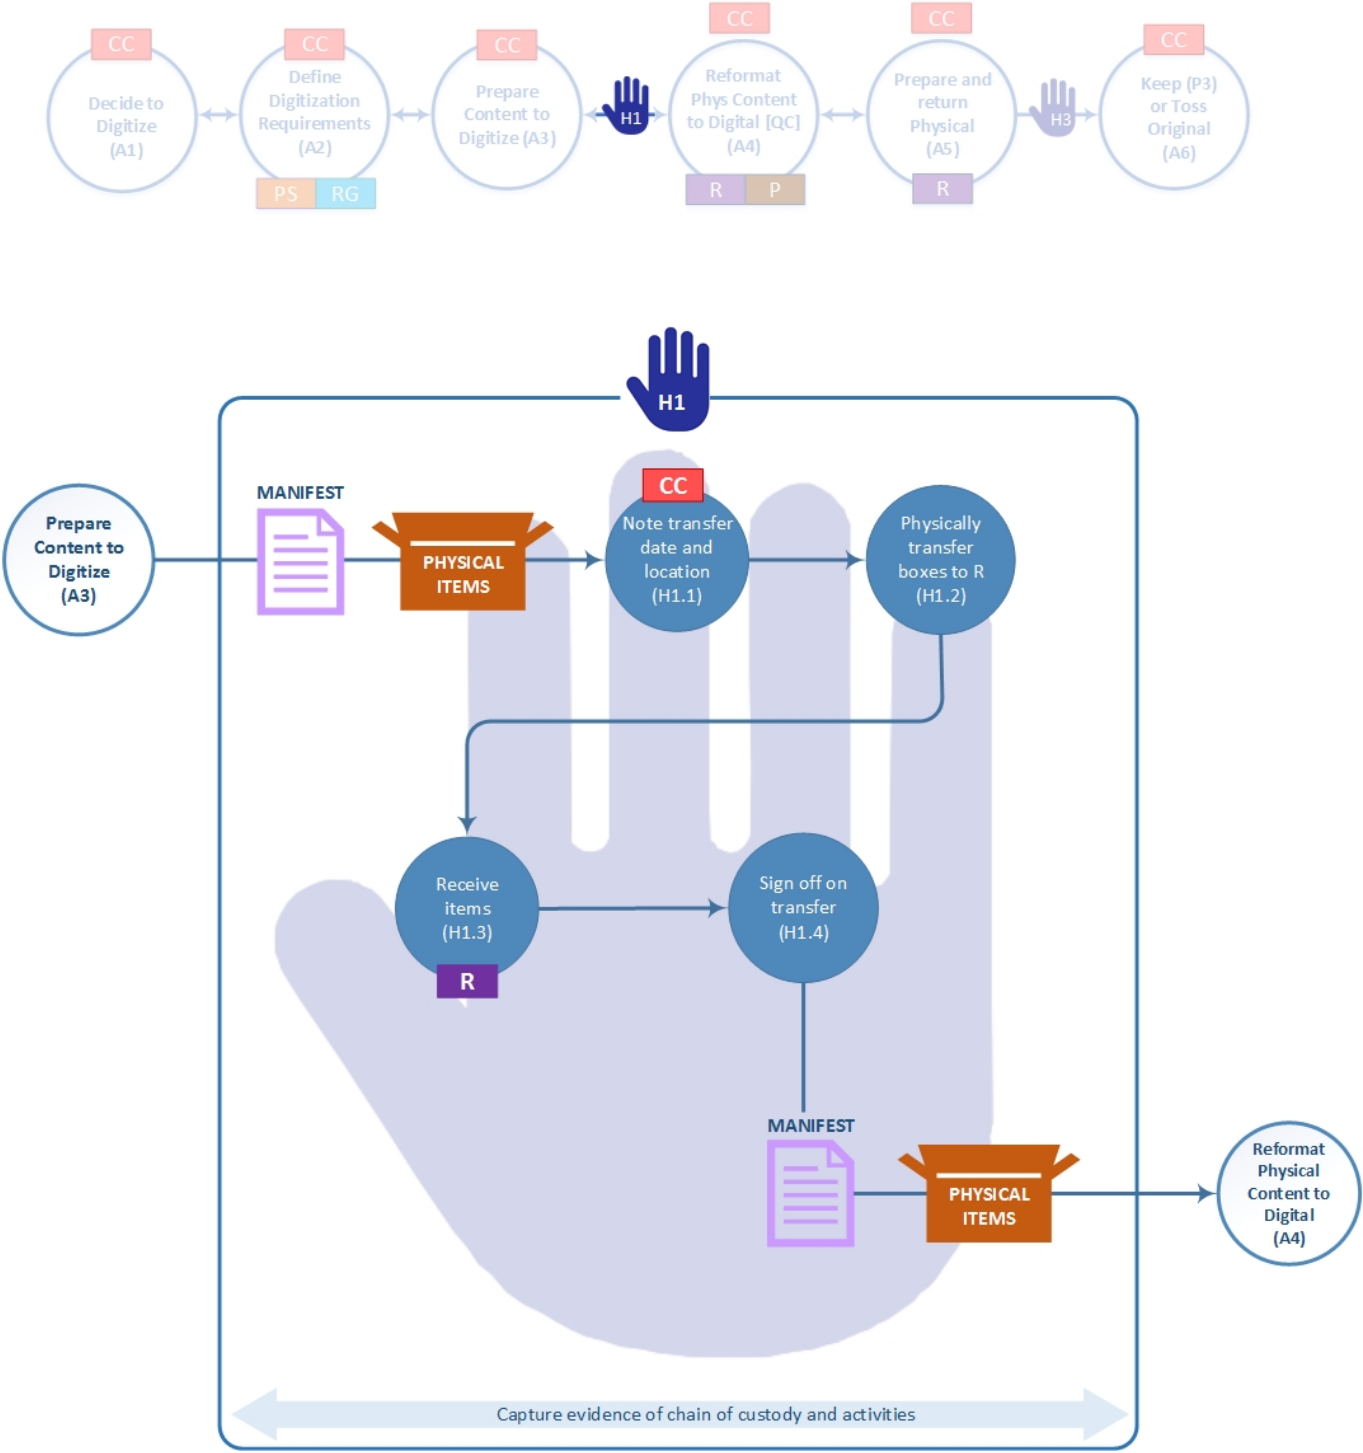 CC
Decide to
Digitize
(A1)
CC
Define
Digitization
Requirements
(A2)
PS
RG
CC
Prepare
Content to
Digitize (A3)
H1
CC
Reformat
Phys Content
to Digital [QC]
(A4)
R
P
CC
Prepare and
return
Physical
(A5)
R
H3
CC
Keep (P3)
or Toss
Original
(A6)
H1
Prepare
Content to
Digitize
(A3)
MANIFEST
PHYSICAL
ITEMS
CC
Note transfer
date and
location
(H1.1)
Physically
transfer
boxes to R
(H1.2)
Receive
items
(H1.3)
R
Sign off on
transfer
(H1.4)
MANIFEST
PHYSICAL
ITEMS
Reformat
Physical
Content to
Digital
(A4)
Capture evidence of chain of custody and activities